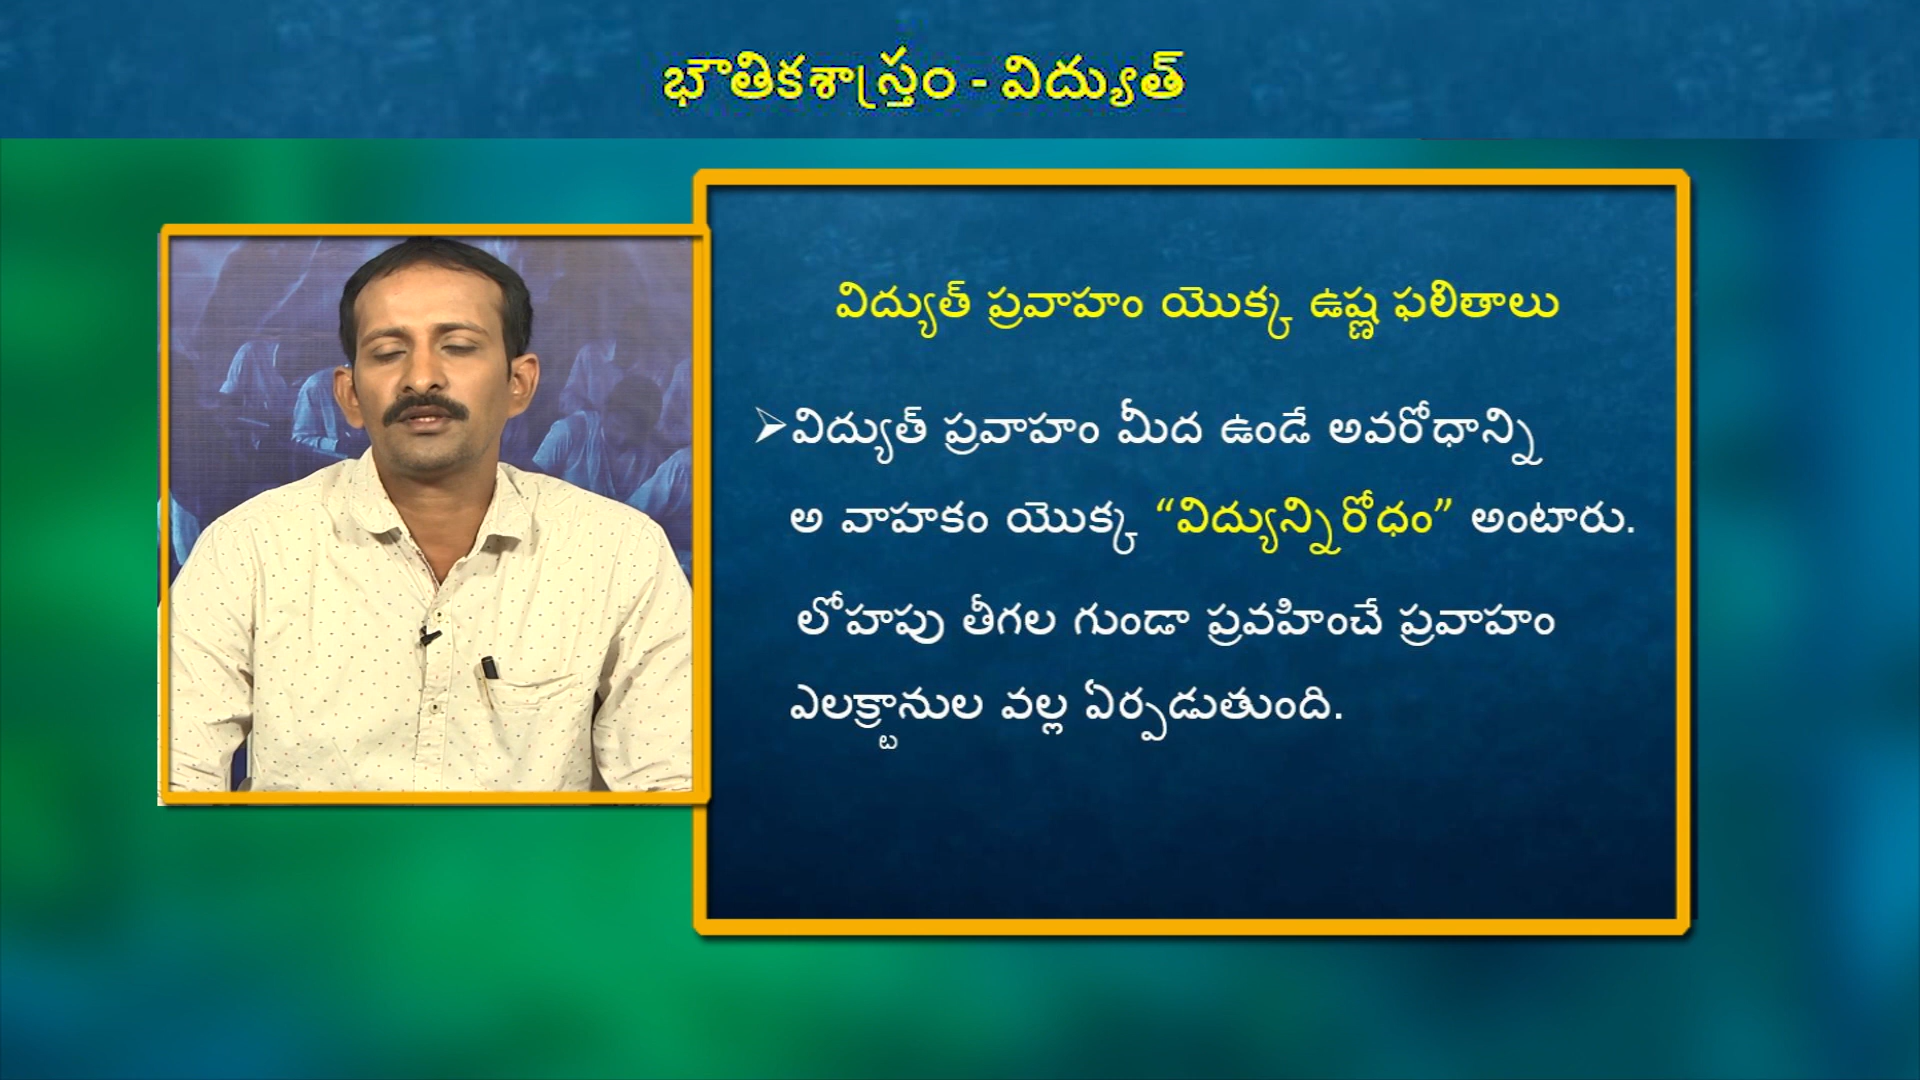 భౌతికశాస్త్రం - విద్యుత్
విద్యుత్ ప్రవాహం యొక్క ఉష్ణ ఫలితాలు
➢విద్యుత్ ప్రవాహం మీద ఉండే అవరోధాన్ని
అ వాహకం యొక్క “విద్యున్నిరోధం” అంటారు.
లోహపు తీగల గుండా ప్రవహించే ప్రవాహం
ఎలక్ట్రానుల వల్ల ఏర్పడుతుంది.